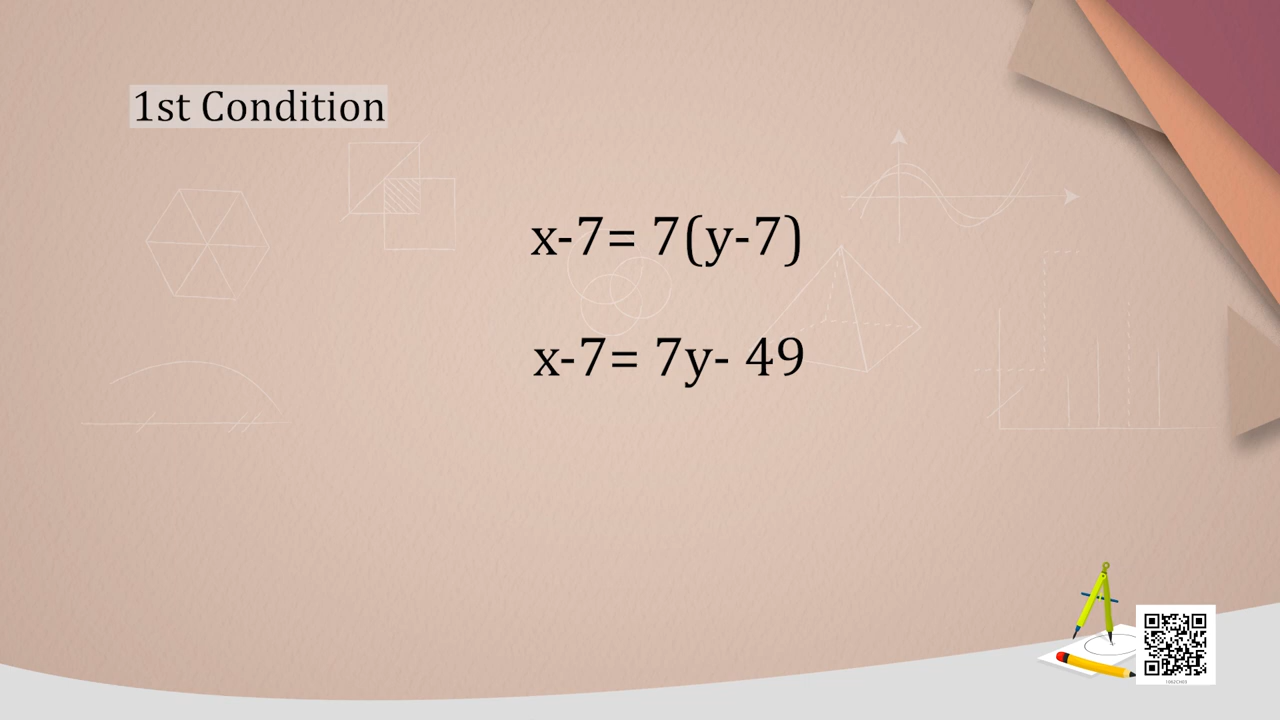 1st Condition
x-7= 7(y-7)
x-7= 7y- 49